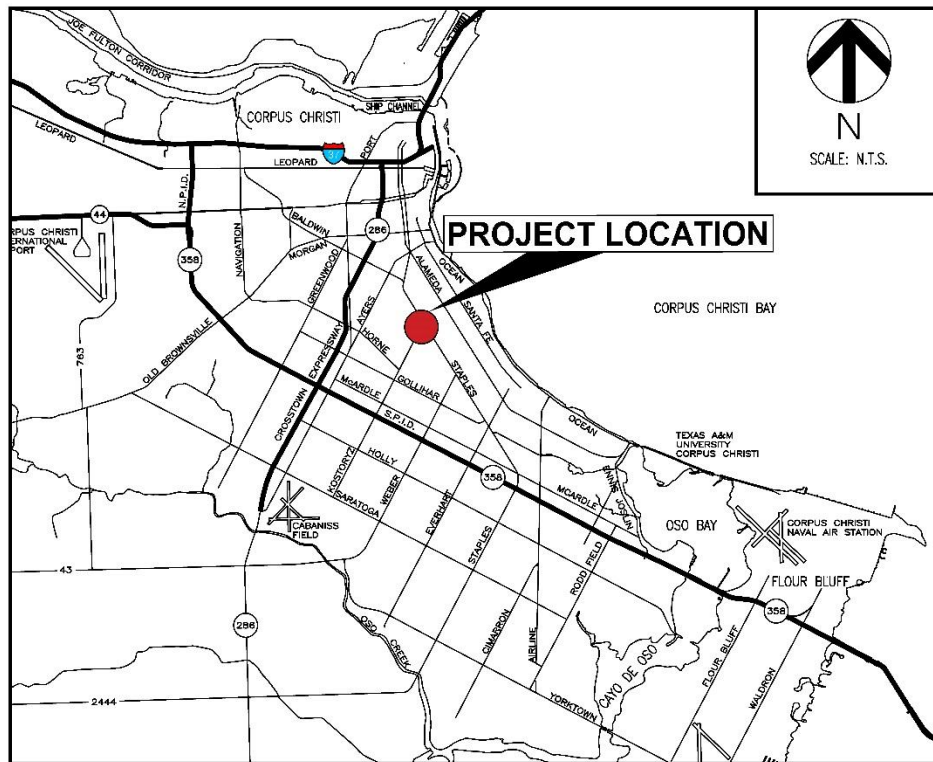 JOE FULTON CORRIDOR
CORPUS CHRISTI
SHIP CHANNEL
LEOPARD
LEOPARD
37
PORT
N
SCALE: N.T.S.
N.P.I.D.
NAVIGATION
44
RPUS CHRISTI
ERNATIONAL
PORT
358
BALDWIN
MORGAN
286
GREENWOOD
PROJECT LOCATION
ALAMEDA
OCEAN
SANTA FE
CORPUS CHRISTI BAY
AYERS
EXPRESSWAY
CROSSTOWN
HORNE
OLD BROWNSVILLE
763
GOLLIHAR
McARDLE
S.P.I.D.
STAPLES
OCEAN
TEXAS A&M
UNIVERSITY
CORPUS CHRISTI
KOSTORYZ
HOLLY
WEBER
SARATOGA
358
MCARDLE
ENNIS JOSLIN
OSO BAY
CORPUS CHRISTI
NAVAL AIR STATION
CABANISS
FIELD
EVERHART
STAPLES
RODD FIELD
FLOUR BLUFF
43
286
OSO
CREEK
CIMARRON
AIRLINE
358
CAYO DE OSO
FLOUR BLUFF
WALDRON
2444
YORKTOWN